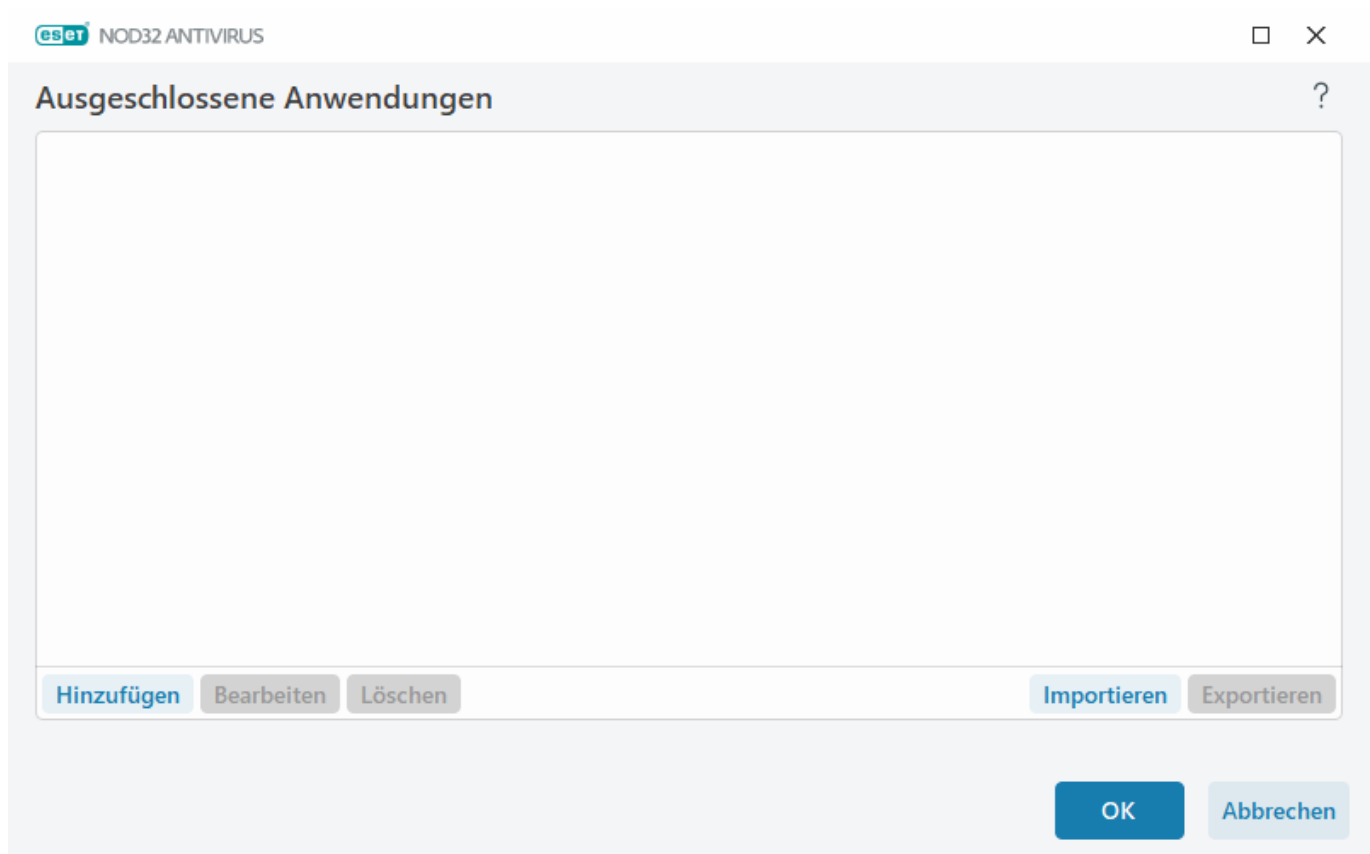 eset NOD32 ANTIVIRUS
Ausgeschlossene Anwendungen ?
Hinzufügen Bearbeiten Löschen Importieren Exportieren
OK Abbrechen